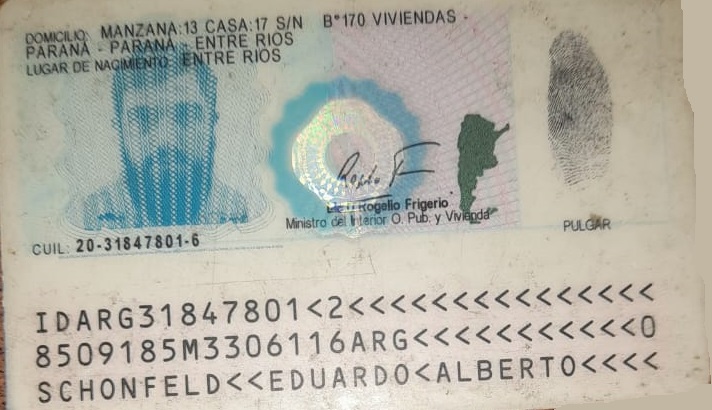 DOMICILIO: MANZANA:13 CASA:17 S/N B°170 VIVIENDAS -
PARANA - PARANA - ENTRE RIOS
LUGAR DE NACIMIENTO: ENTRE RIOS
Rogelio Frigerio
Ministro del Interior O. Pub. y Vivienda
PULGAR
CUIL: 20-31847801-6
IDARG31847801<2<<<<<<<<<<<<<<<
8509185M3306116ARG<<<<<<<<<<<0
SCHONFELD<<EDUARDO<ALBERTO<<<<